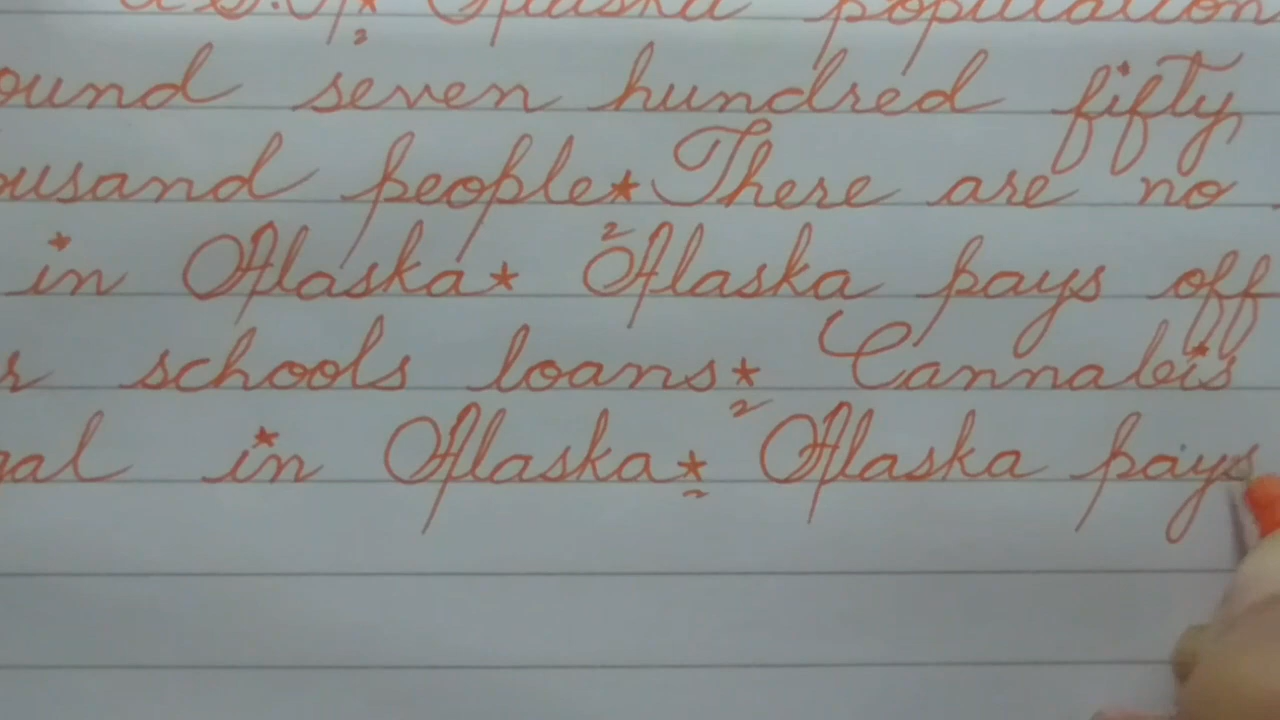 Alaska population
ound seven hundred fifty
ousand people★ There are no
in Alaska★ Alaska pays off
r schools loans★ Cannabis
gal in Alaska★ Alaska pays